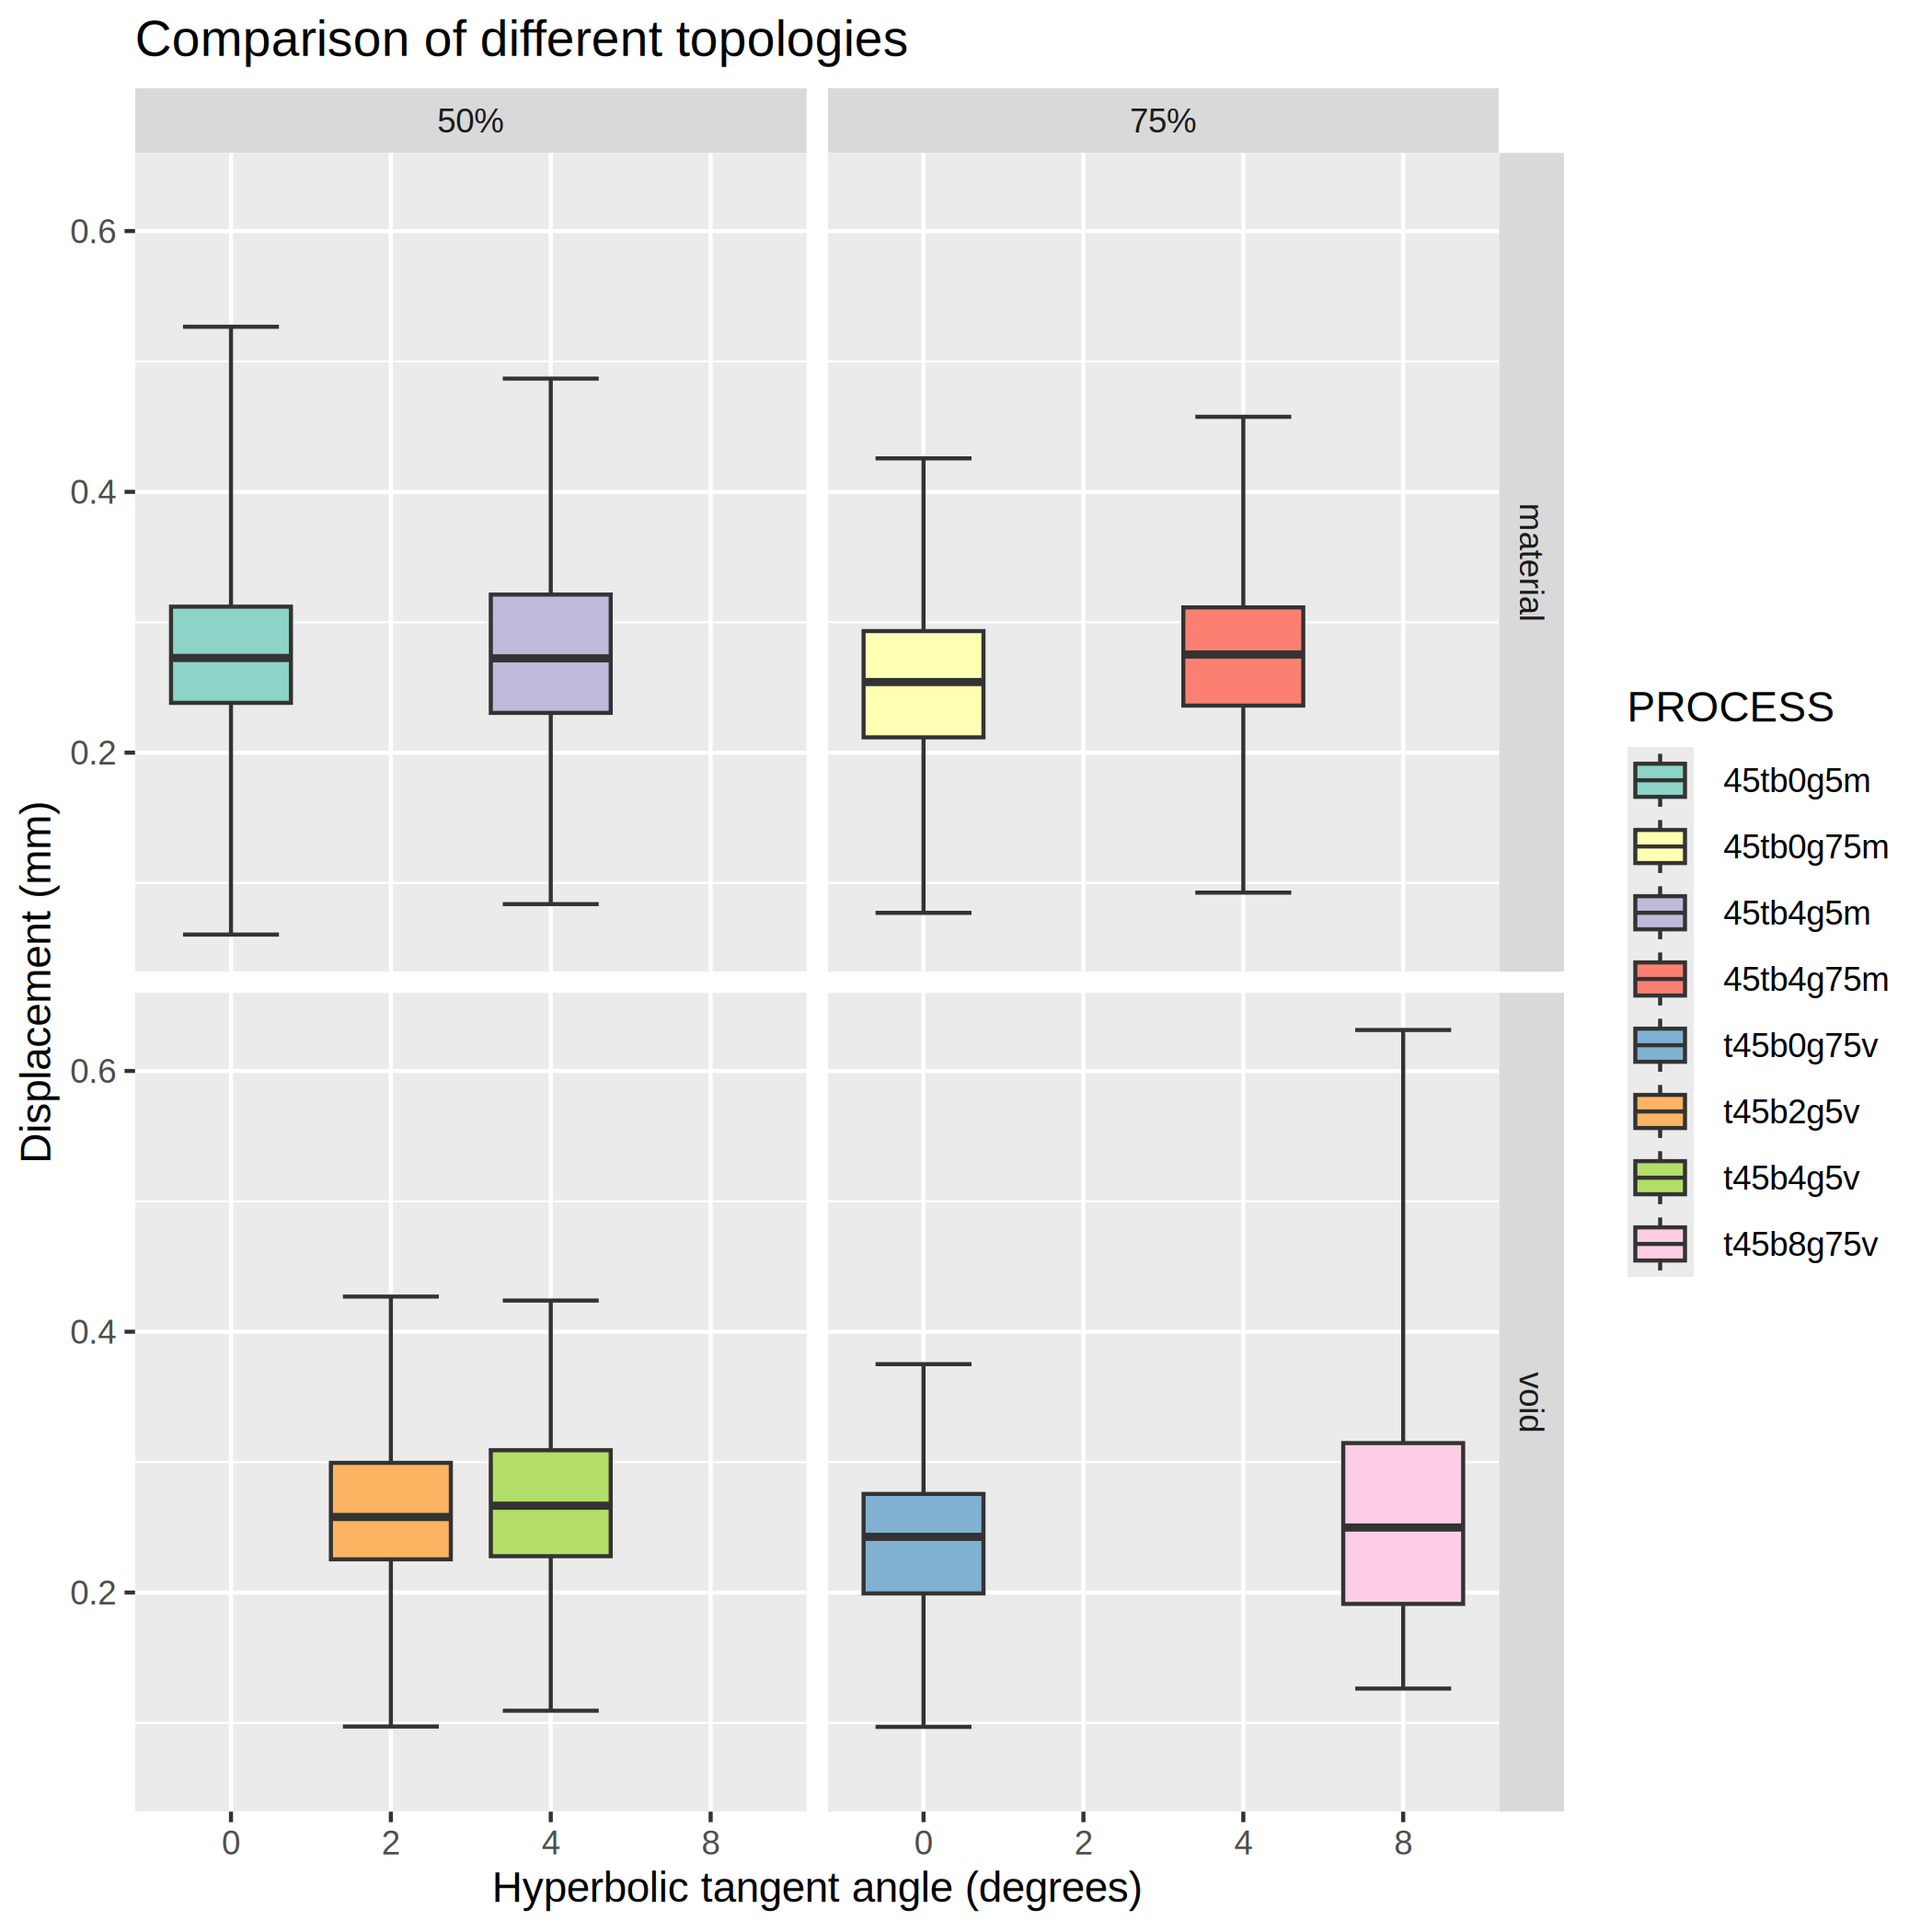 Comparison of different topologies
50%
75%
0.6
0.4
0.2
material
0.6
0.4
0.2
void
Displacement (mm)
0
2
4
8
0
2
4
8
Hyperbolic tangent angle (degrees)
PROCESS
45tb0g5m
45tb0g75m
45tb4g5m
45tb4g75m
t45b0g75v
t45b2g5v
t45b4g5v
t45b8g75v